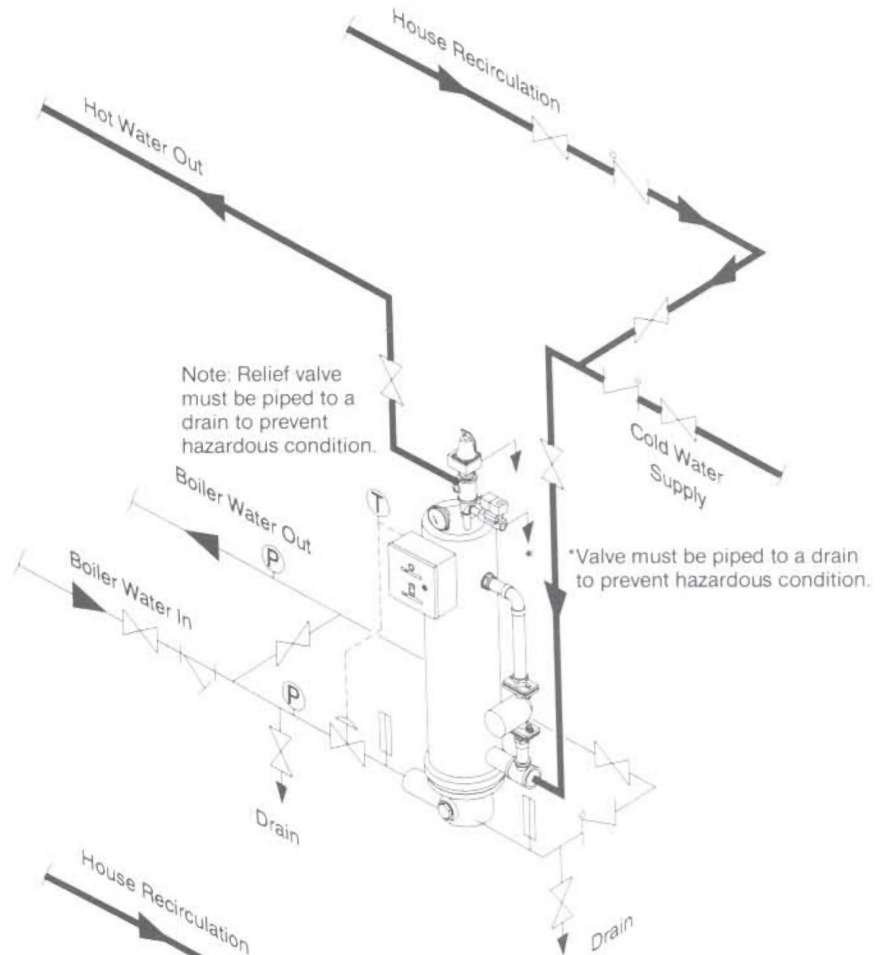 House Recirculation
Hot Water Out
Note: Relief valve
must be piped to a
drain to prevent
hazardous condition.
Cold Water
Supply
Boiler Water Out
T
P
Boiler Water In
*
*Valve must be piped to a drain
to prevent hazardous condition.
P
Drain
House Recirculation
Drain